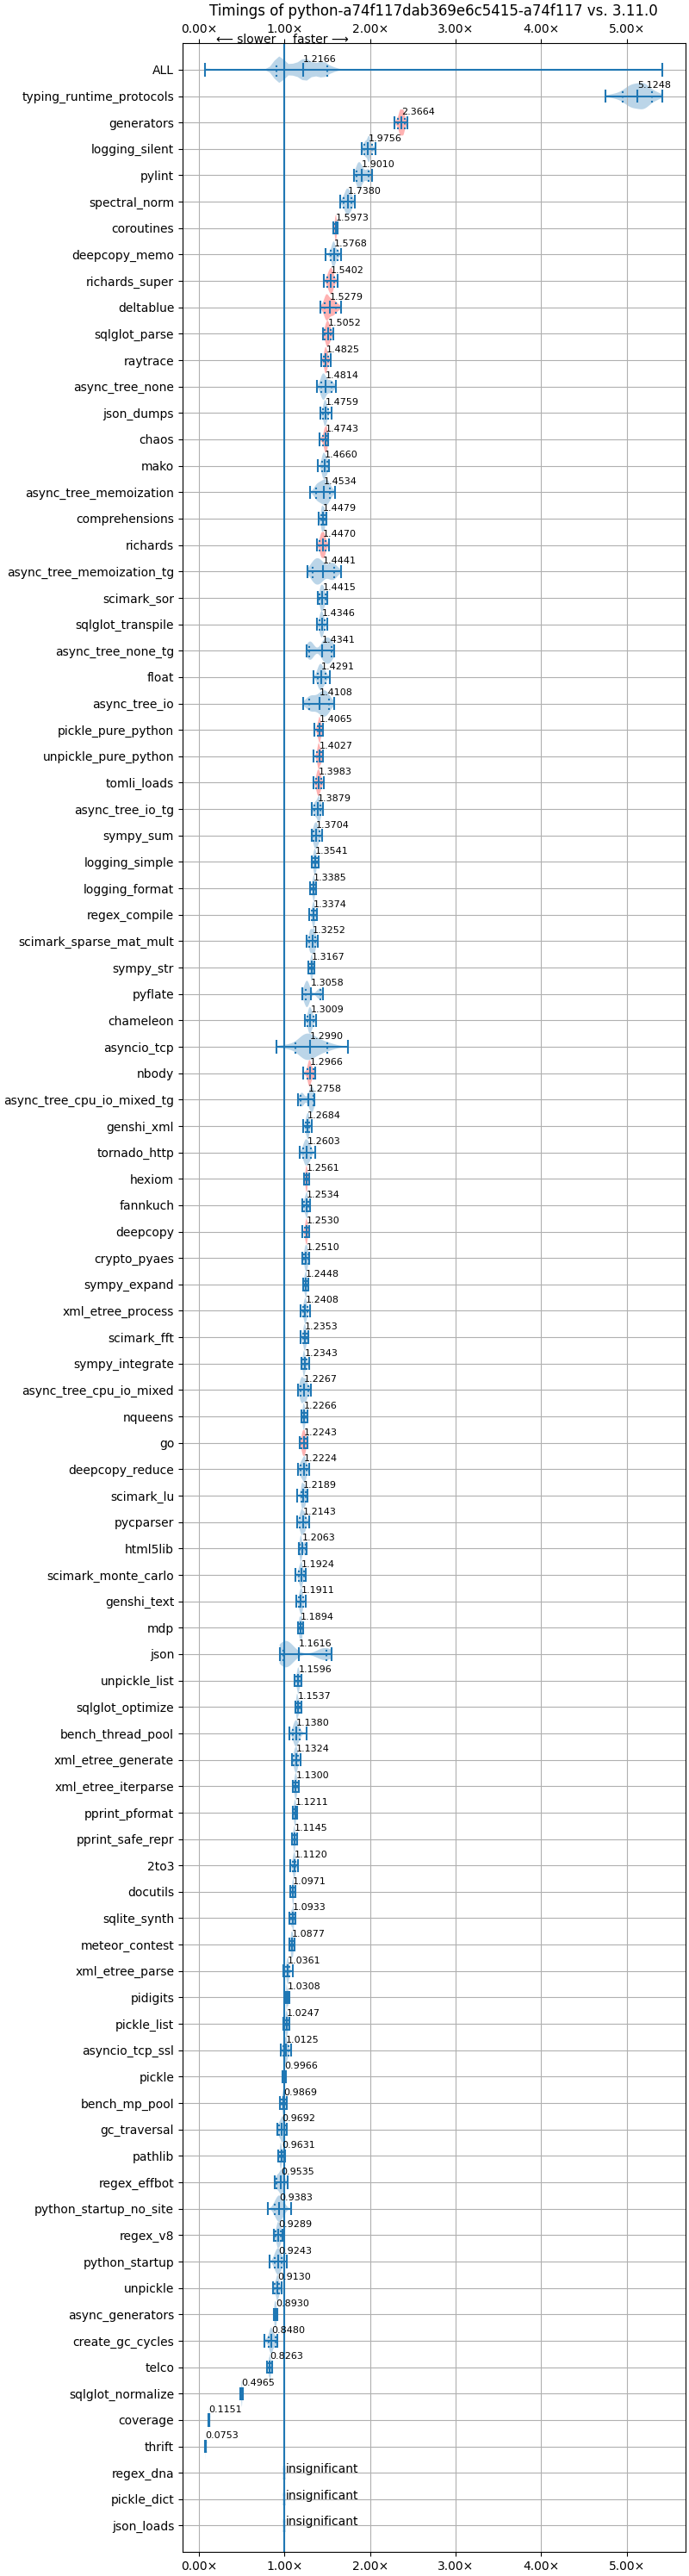 Timings of python-a74f117dab369e6c5415-a74f117 vs. 3.11.0
0.00× 1.00× 2.00× 3.00× 4.00× 5.00×
⟵ slower faster ⟶
ALL 1.2166
typing_runtime_protocols 5.1248
generators 2.3664
logging_silent 1.9756
pylint 1.9010
spectral_norm 1.7380
coroutines 1.5973
deepcopy_memo 1.5768
richards_super 1.5402
deltablue 1.5279
sqlglot_parse 1.5052
raytrace 1.4825
async_tree_none 1.4814
json_dumps 1.4759
chaos 1.4743
mako 1.4660
async_tree_memoization 1.4534
comprehensions 1.4479
richards 1.4470
async_tree_memoization_tg 1.4441
scimark_sor 1.4415
sqlglot_transpile 1.4346
async_tree_none_tg 1.4341
float 1.4291
async_tree_io 1.4108
pickle_pure_python 1.4065
unpickle_pure_python 1.4027
tomli_loads 1.3983
async_tree_io_tg 1.3879
sympy_sum 1.3704
logging_simple 1.3541
logging_format 1.3385
regex_compile 1.3374
scimark_sparse_mat_mult 1.3252
sympy_str 1.3167
pyflate 1.3058
chameleon 1.3009
asyncio_tcp 1.2990
nbody 1.2966
async_tree_cpu_io_mixed_tg 1.2758
genshi_xml 1.2684
tornado_http 1.2603
hexiom 1.2561
fannkuch 1.2534
deepcopy 1.2530
crypto_pyaes 1.2510
sympy_expand 1.2448
xml_etree_process 1.2408
scimark_fft 1.2353
sympy_integrate 1.2343
async_tree_cpu_io_mixed 1.2267
nqueens 1.2266
go 1.2243
deepcopy_reduce 1.2224
scimark_lu 1.2189
pycparser 1.2143
html5lib 1.2063
scimark_monte_carlo 1.1924
genshi_text 1.1911
mdp 1.1894
json 1.1616
unpickle_list 1.1596
sqlglot_optimize 1.1537
bench_thread_pool 1.1380
xml_etree_generate 1.1324
xml_etree_iterparse 1.1300
pprint_pformat 1.1211
pprint_safe_repr 1.1145
2to3 1.1120
docutils 1.0971
sqlite_synth 1.0933
meteor_contest 1.0877
xml_etree_parse 1.0361
pidigits 1.0308
pickle_list 1.0247
asyncio_tcp_ssl 1.0125
pickle 0.9966
bench_mp_pool 0.9869
gc_traversal 0.9692
pathlib 0.9631
regex_effbot 0.9535
python_startup_no_site 0.9383
regex_v8 0.9289
python_startup 0.9243
unpickle 0.9130
async_generators 0.8930
create_gc_cycles 0.8480
telco 0.8263
sqlglot_normalize 0.4965
coverage 0.1151
thrift 0.0753
regex_dna insignificant
pickle_dict insignificant
json_loads insignificant
0.00× 1.00× 2.00× 3.00× 4.00× 5.00×